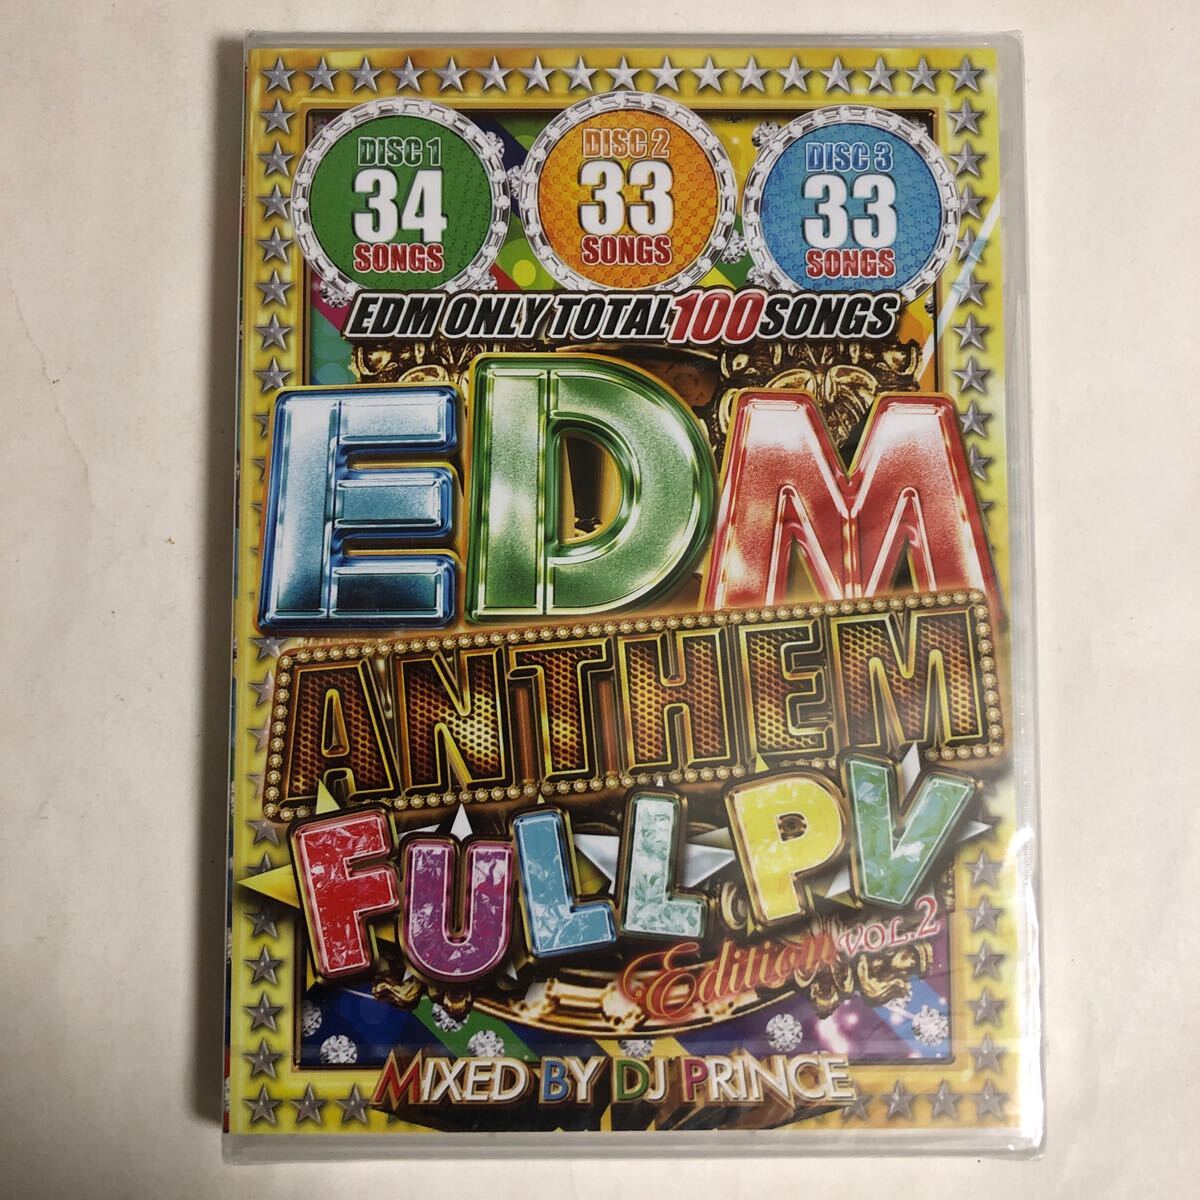 DISC 1
34
SONGS
DISC 2
33
SONGS
DISC 3
33
SONGS
EDM ONLY TOTAL 100 SONGS
EDM
ANTHEM
FULL PV
Edition VOL.2
MIXED BY DJ PRINCE